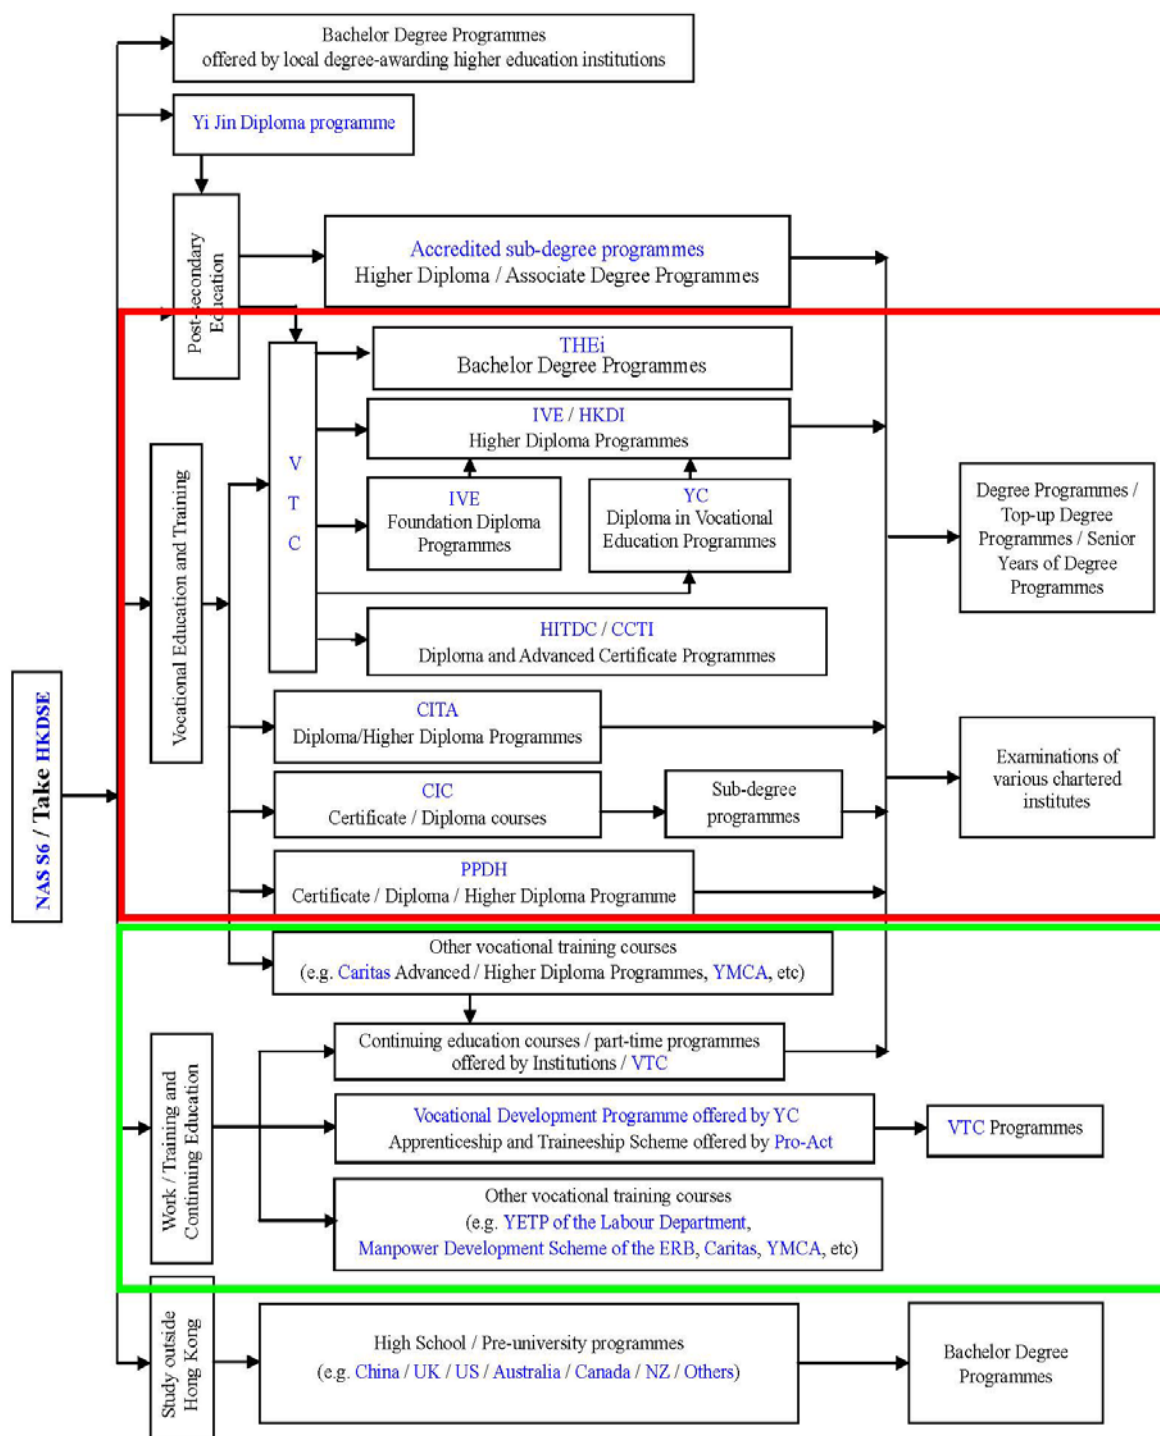 Bachelor Degree Programmes
offered by local degree-awarding higher education institutions
Yi Jin Diploma programme
Post-secondary
Education
Accredited sub-degree programmes
Higher Diploma / Associate Degree Programmes
THEi
Bachelor Degree Programmes
IVE / HKDI
Higher Diploma Programmes
V
T
C
IVE
Foundation Diploma
Programmes
YC
Diploma in Vocational
Education Programmes
Degree Programmes /
Top-up Degree
Programmes / Senior
Years of Degree
Programmes
Vocational Education and Training
HITDC / CCTI
Diploma and Advanced Certificate Programmes
NAS S6 / Take HKDSE
CITA
Diploma/Higher Diploma Programmes
Examinations of
various chartered
institutes
CIC
Certificate / Diploma courses
Sub-degree
programmes
PPDH
Certificate / Diploma / Higher Diploma Programme
Other vocational training courses
(e.g. Caritas Advanced / Higher Diploma Programmes, YMCA, etc)
Work / Training and
Continuing Education
Continuing education courses / part-time programmes
offered by Institutions / VTC
Vocational Development Programme offered by YC
Apprenticeship and Traineeship Scheme offered by Pro-Act
VTC Programmes
Other vocational training courses
(e.g. YETP of the Labour Department,
Manpower Development Scheme of the ERB, Caritas, YMCA, etc)
Study outside
Hong Kong
High School / Pre-university programmes
(e.g. China / UK / US / Australia / Canada / NZ / Others)
Bachelor Degree
Programmes